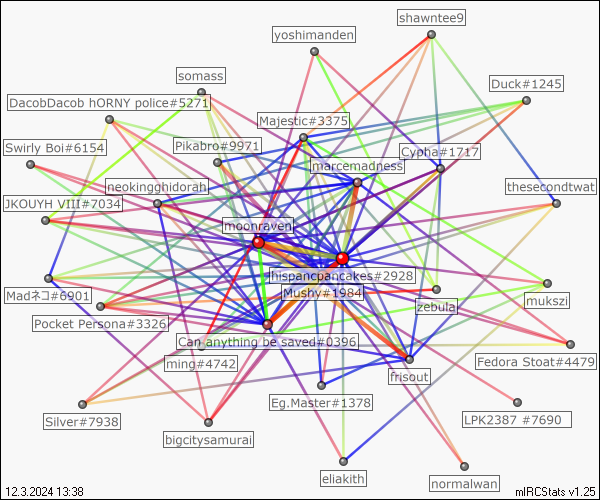 shawntee9
yoshimanden
somass
Duck#1245
DacobDacob hORNY police#5271
Majestic#3375
Swirly Boi#6154
Pikabro#9971
Cypha#1717
marcemadness
neokingghidorah
thesecondtwat
JKOUYH VIII#7034
moonraven
hispancpancakes#2928
Madネコ#6901
Mushy#1984
zebula
mukszi
Pocket Persona#3326
Can anything be saved#0396
ming#4742
Fedora Stoat#4479
frisout
Eg.Master#1378
Silver#7938
LPK2387 #7690
bigcitysamurai
eliakith
normalwan
12.3.2024 13:38
mIRCStats v1.25